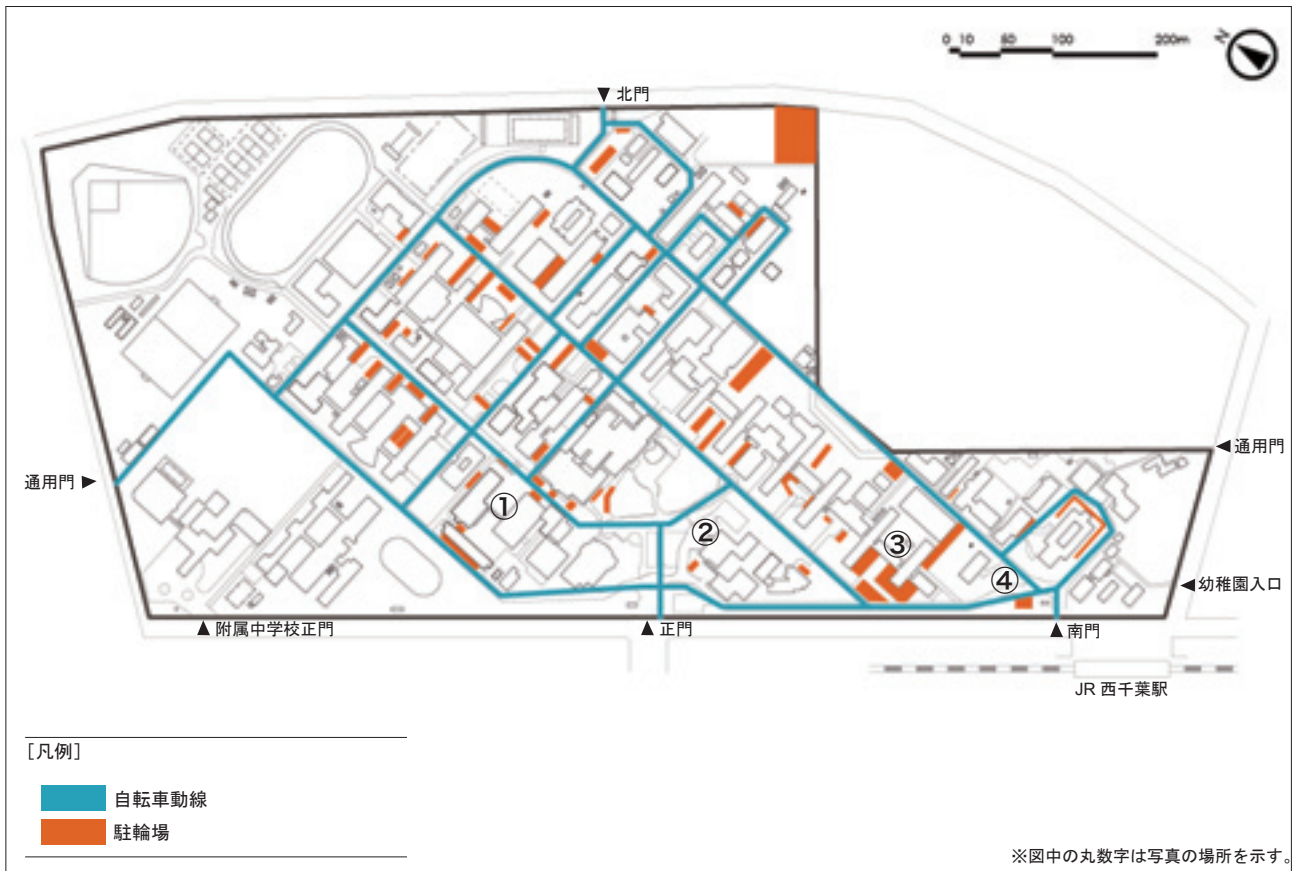 0 10 50 100 200m
N
▼ 北門
通用門 ▶
◀ 通用門
①
②
③
④
◀ 幼稚園入口
▲ 附属中学校正門
▲ 正門
▲ 南門
JR 西千葉駅
[凡例]
自転車動線
駐輪場
※図中の丸数字は写真の場所を示す。